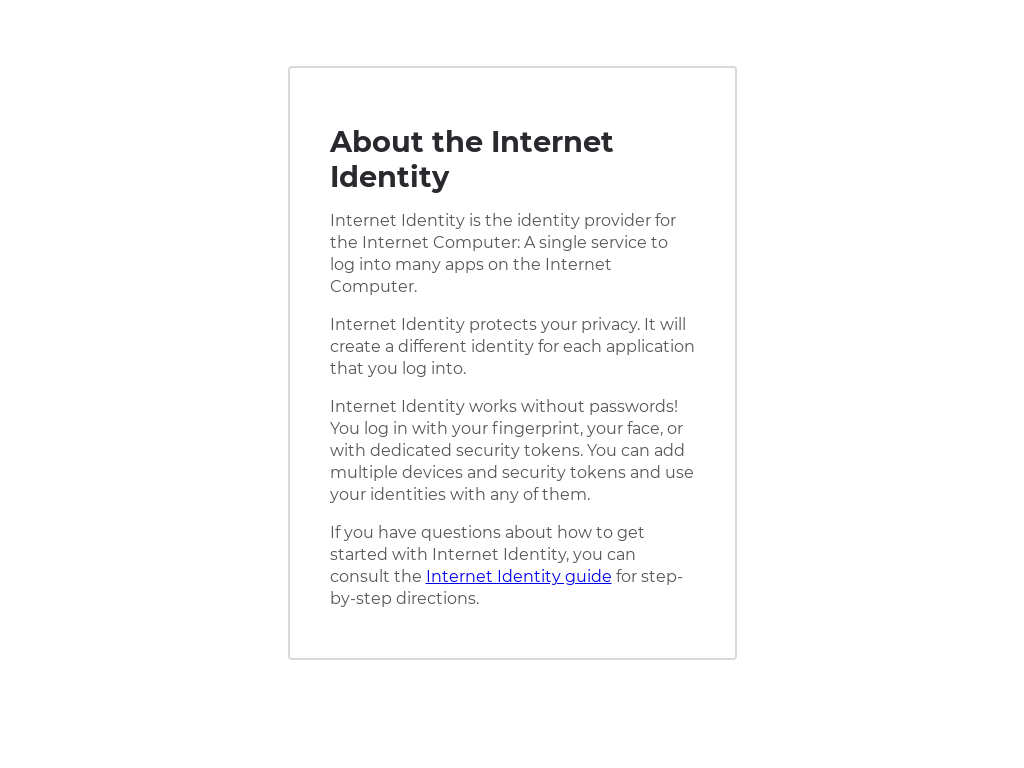 About the Internet
Identity
Internet Identity is the identity provider for
the Internet Computer: A single service to
log into many apps on the Internet
Computer.
Internet Identity protects your privacy. It will
create a different identity for each application
that you log into.
Internet Identity works without passwords!
You log in with your fingerprint, your face, or
with dedicated security tokens. You can add
multiple devices and security tokens and use
your identities with any of them.
If you have questions about how to get
started with Internet Identity, you can
consult the Internet Identity guide for step-
by-step directions.